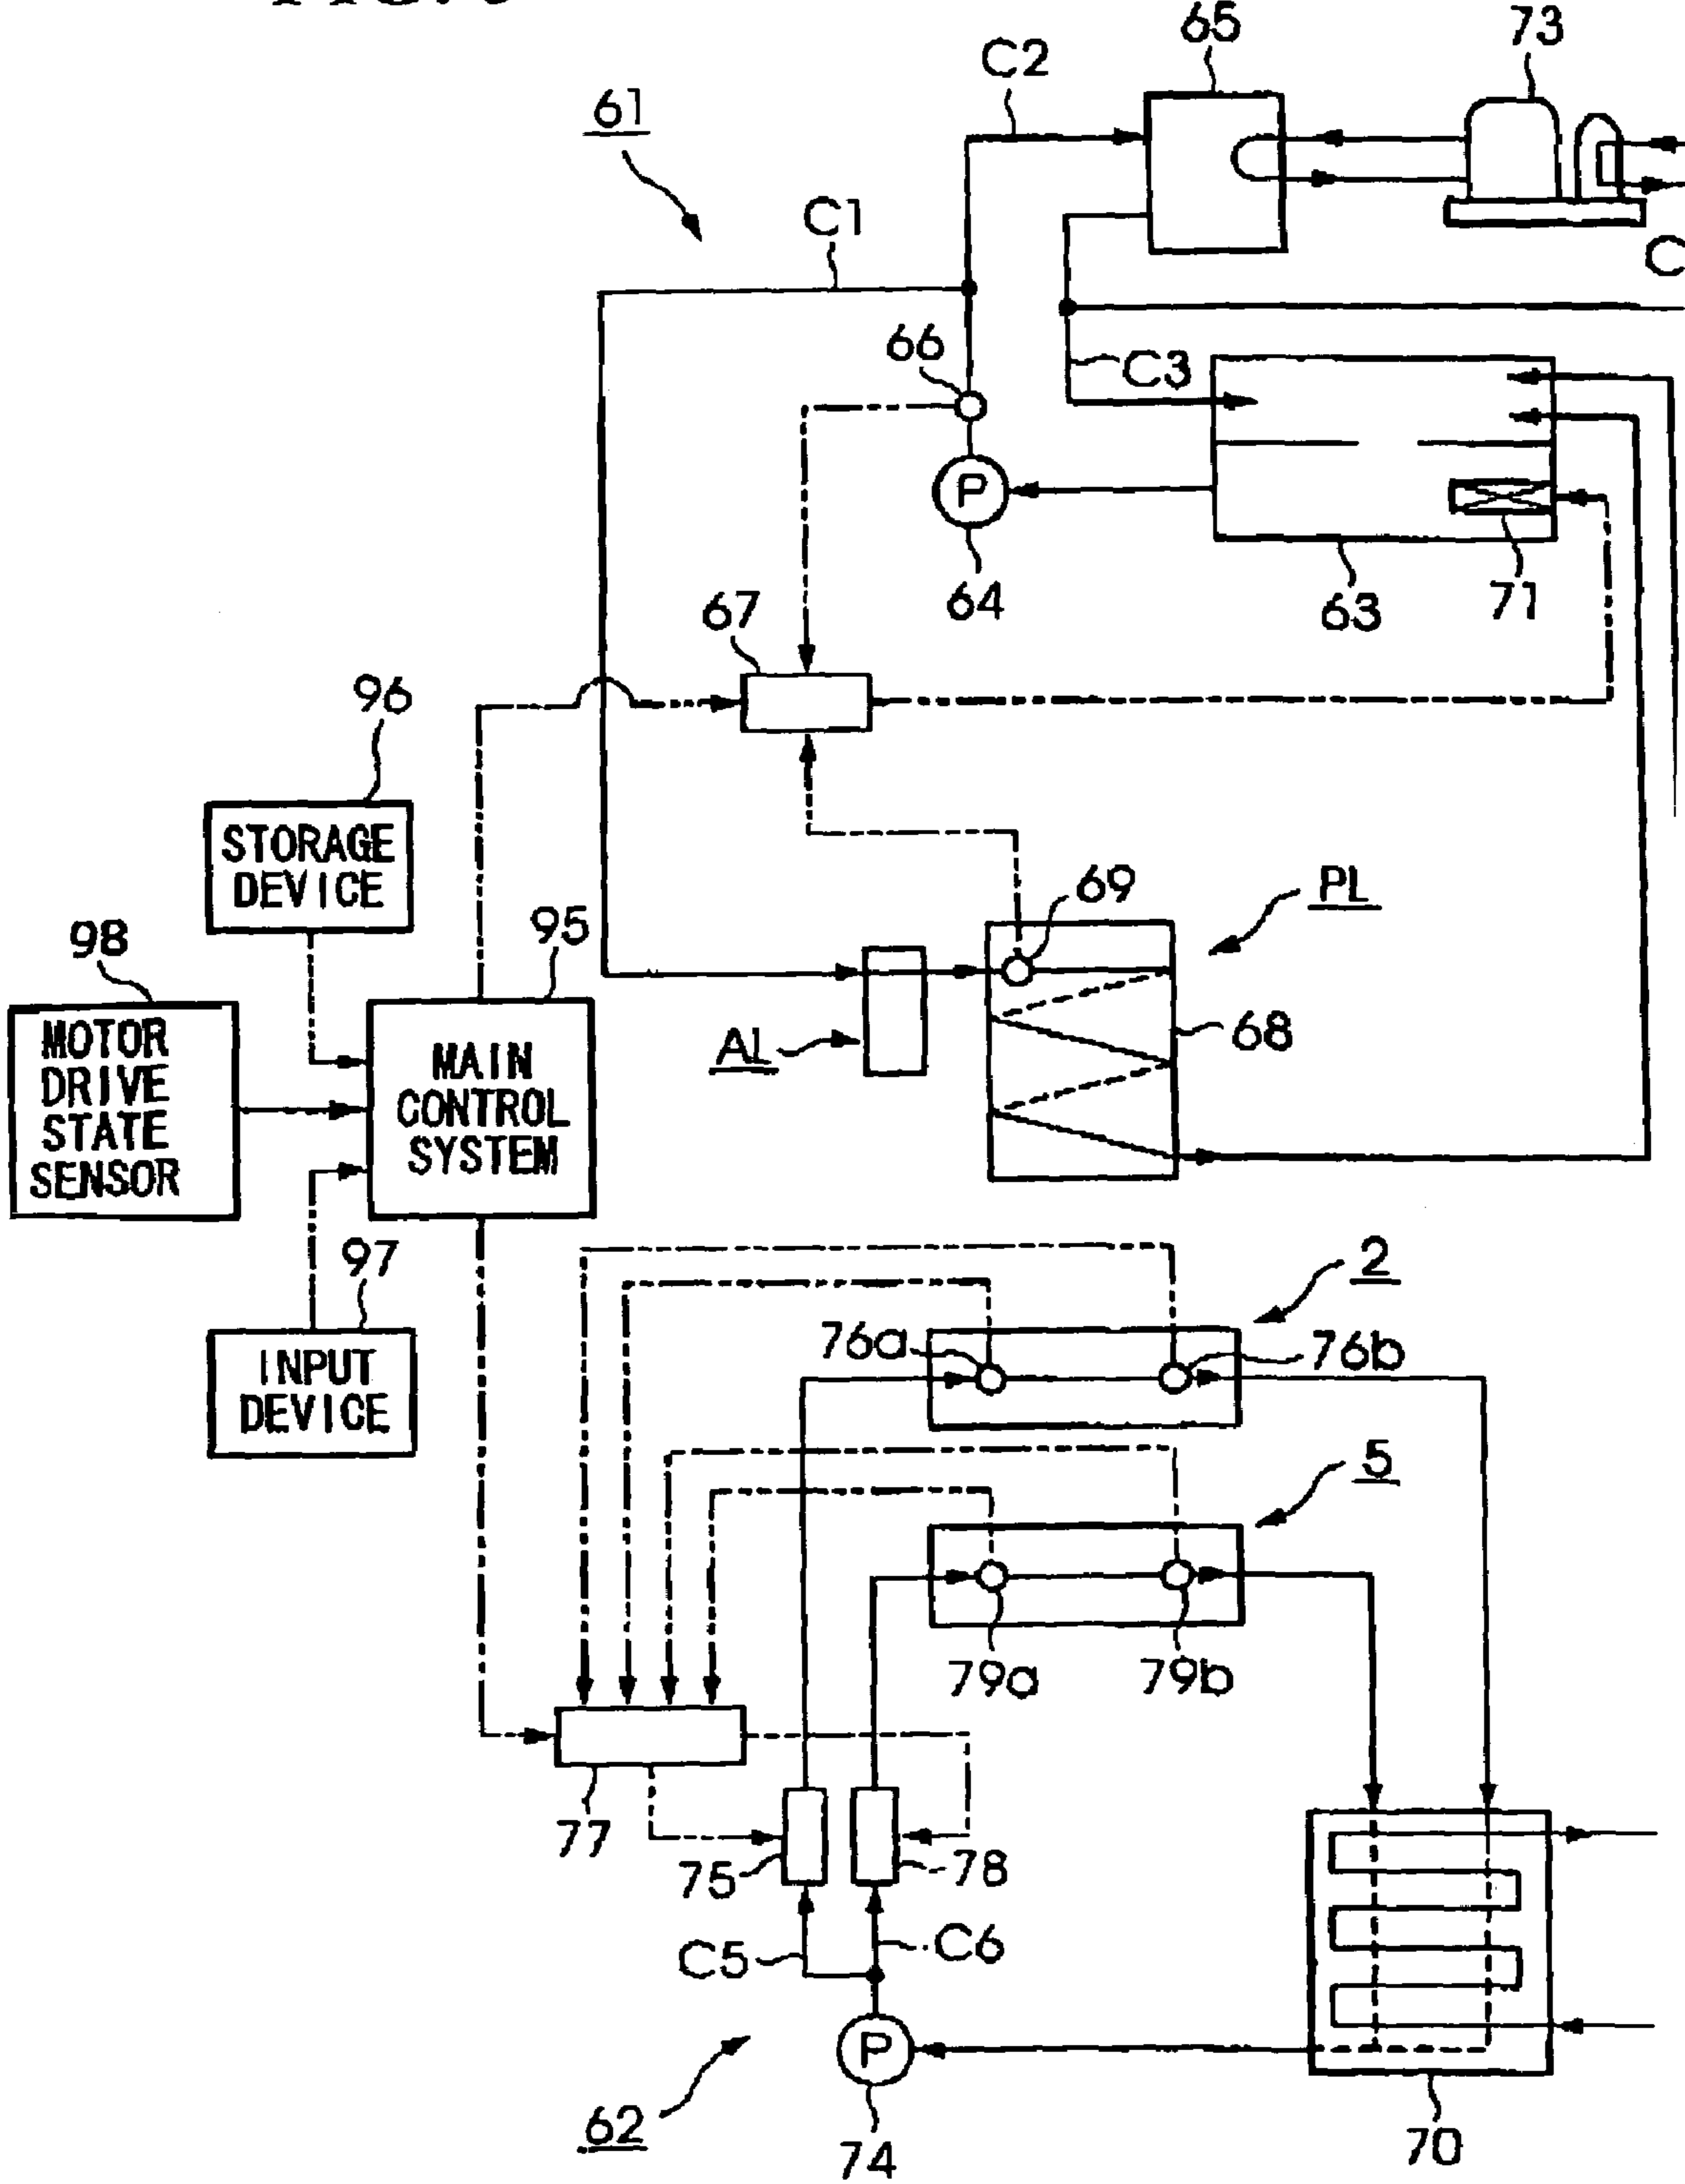 65
73
C2
61
C1
C
66
C3
P
64
63
71
67
96
STORAGE
DEVICE
69
PL
98
95
MOTOR
DRIVE
STATE
SENSOR
MAIN
CONTROL
SYSTEM
AL
68
97
2
76a
76b
INPUT
DEVICE
5
79a
79b
77
75
78
C5
C6
P
62
74
70